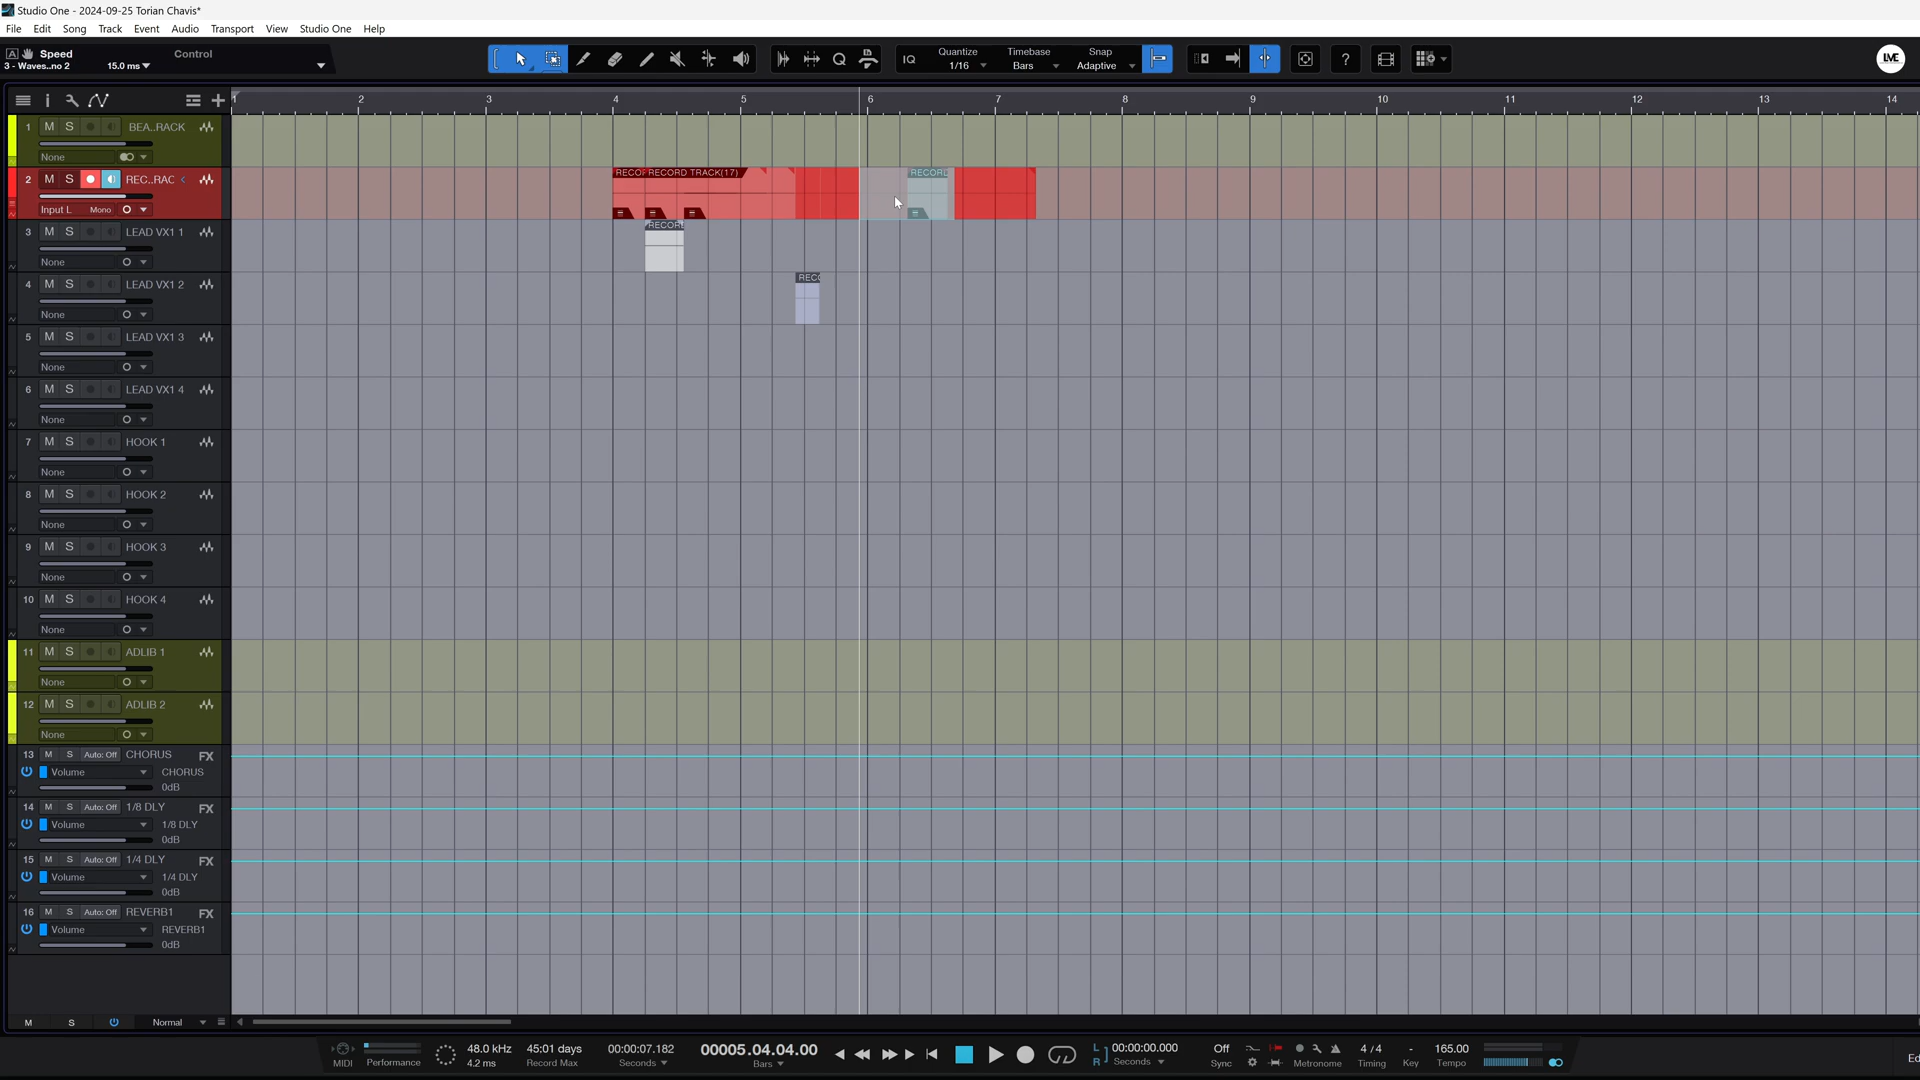 Studio One - 2024-09-25 Torian Chavis*
File Edit Song Track Event Audio Transport View Studio One Help
A Speed Control
3 - Waves..no 2 15.0 ms
Quantize Timebase Snap
IQ 1/16 Bars Adaptive
Q
?
LIVE
1 2 3 4 5 6 7 8 9 10 11 12 13 14
1 M S BEA..RACK
None
2 M S REC..RAC <
Input L Mono
RECOR RECORD TRACK(17) RECORD
3 M S LEAD VX1 1
None
RECOR
4 M S LEAD VX1 2
None
RECO
5 M S LEAD VX1 3
None
6 M S LEAD VX1 4
None
7 M S HOOK 1
None
8 M S HOOK 2
None
9 M S HOOK 3
None
10 M S HOOK 4
None
11 M S ADLIB 1
None
12 M S ADLIB 2
None
13 M S Auto: Off CHORUS FX
Volume CHORUS
0dB
14 M S Auto: Off 1/8 DLY FX
Volume 1/8 DLY
0dB
15 M S Auto: Off 1/4 DLY FX
Volume 1/4 DLY
0dB
16 M S Auto: Off REVERB1 FX
Volume REVERB1
0dB
M S Normal
MIDI Performance
48.0 kHz 45:01 days 00:00:07.182 00005.04.04.00
4.2 ms Record Max Seconds Bars
L 00:00:00.000 Off 4 / 4 - 165.00
R Seconds Sync Metronome Timing Key Tempo
Ed